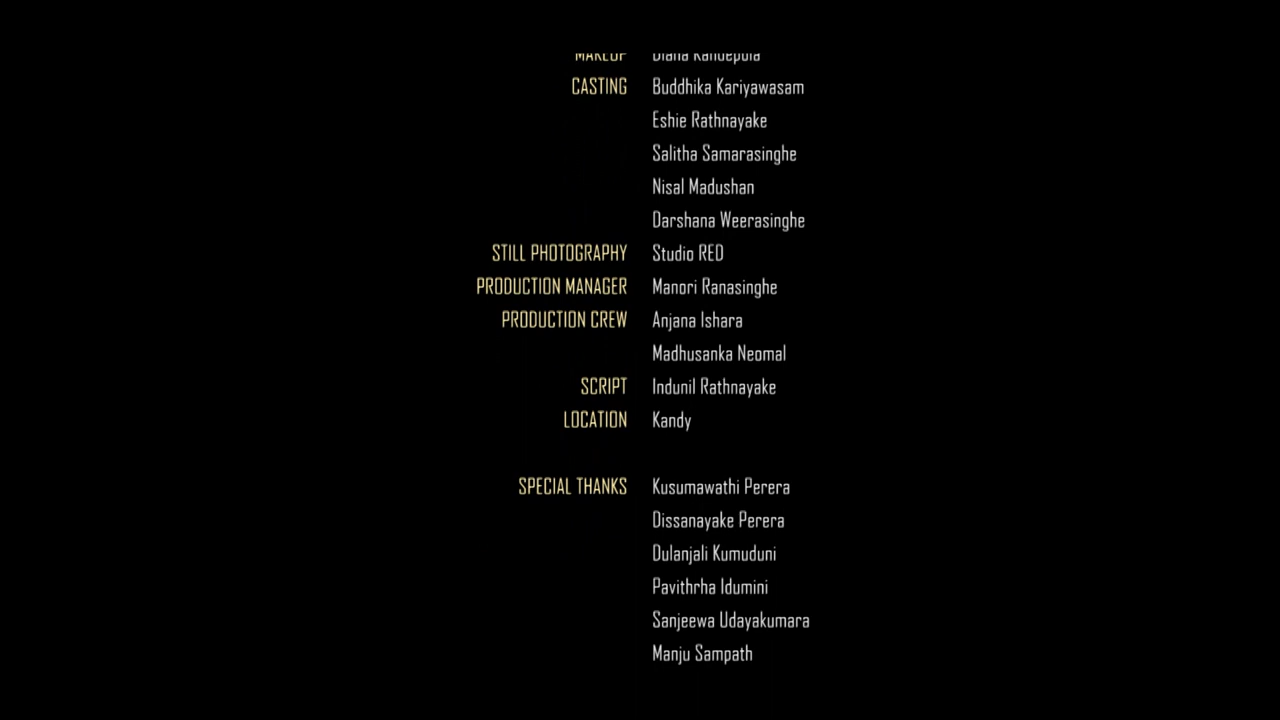 MAKEUP Diana
CASTING Buddhika Kariyawasam
Eshie Rathnayake
Salitha Samarasinghe
Nisal Madushan
Darshana Weerasinghe
STILL PHOTOGRAPHY Studio RED
PRODUCTION MANAGER Manori Ranasinghe
PRODUCTION CREW Anjana Ishara
Madhusanka Neomal
SCRIPT Indunil Rathnayake
LOCATION Kandy
SPECIAL THANKS Kusumawathi Perera
Dissanayake Perera
Dulanjali Kumuduni
Pavithrha Idumini
Sanjeewa Udayakumara
Manju Sampath